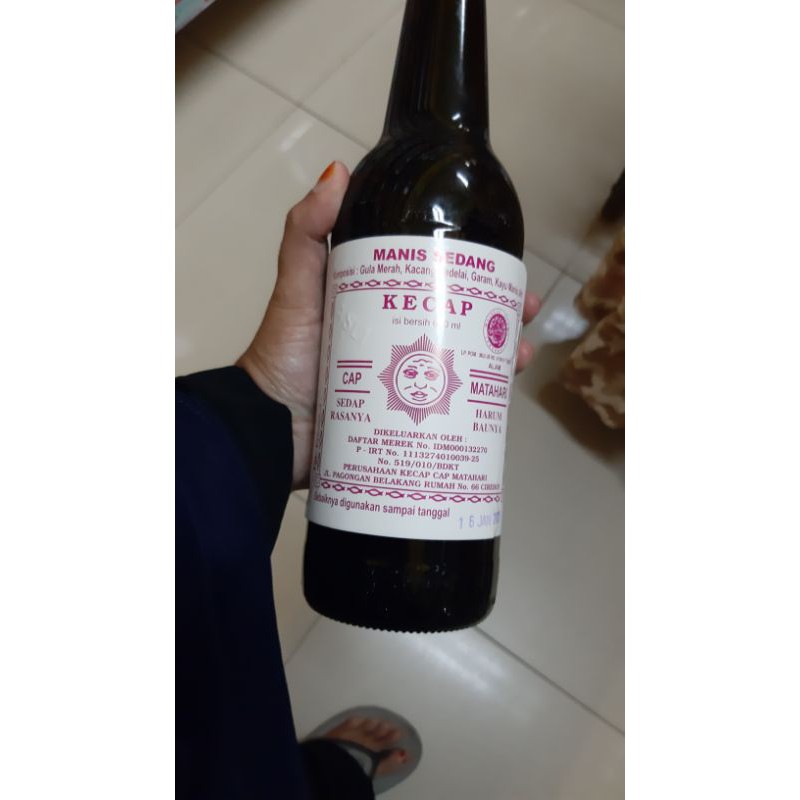 MANIS SEDANG
Komposisi : Gula Merah, Kacang Kedelai, Garam, Kayu Manis
KECAP
isi bersih ml
CAP
MATAHARI
SEDAP
RASANYA
HARUM
BAUNYA
DIKELUARKAN OLEH :
DAFTAR MEREK No. IDM000132270
P - IRT No. 1113274010039-25
No. 519/010/BDKT
PERUSAHAAN KECAP CAP MATAHARI
JL. PAGONGAN BELAKANG RUMAH No. 66 CIREBON
Sebaiknya digunakan sampai tanggal
16 JAN